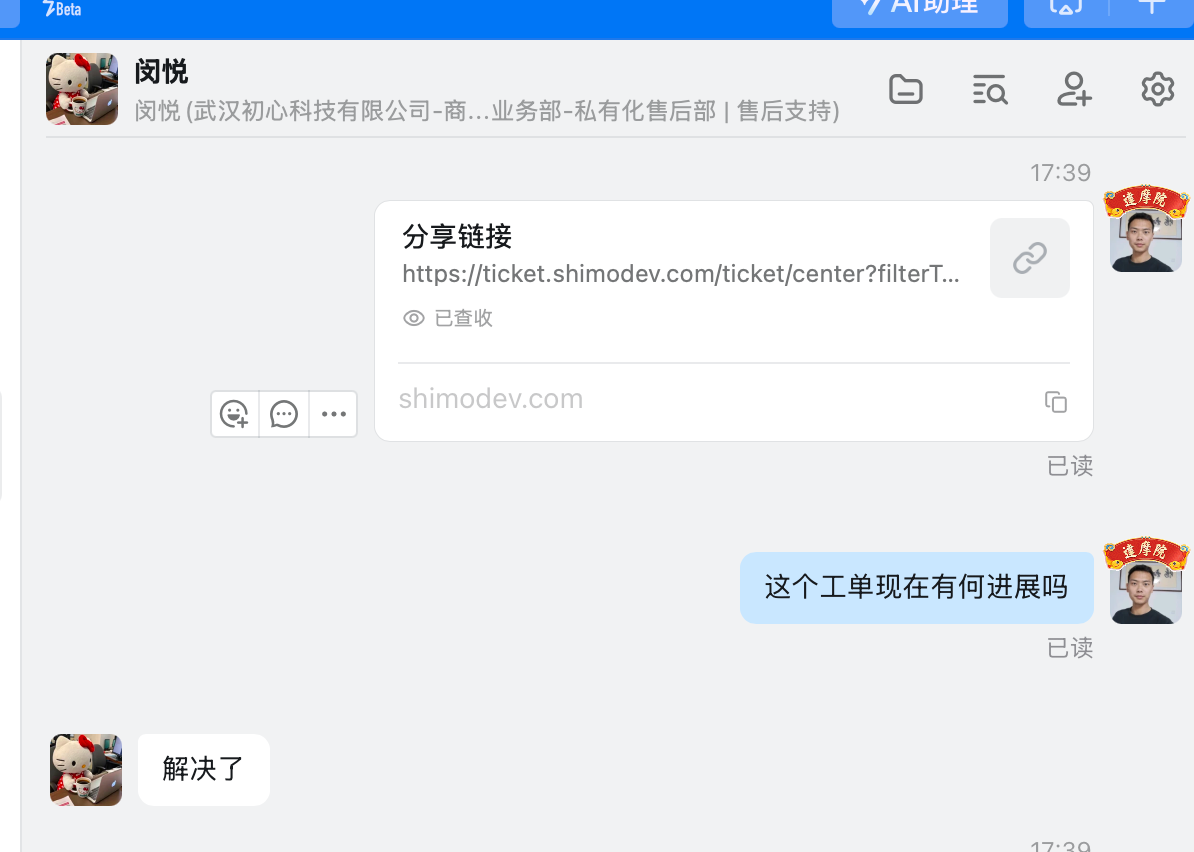 Beta
AI助理
闵悦
闵悦 (武汉初心科技有限公司-商...业务部-私有化售后部 | 售后支持)
17:39
達摩院
分享链接
https://ticket.shimodev.com/ticket/center?filterT...
已查收
shimodev.com
已读
達摩院
这个工单现在有何进展吗
已读
解决了
17:39